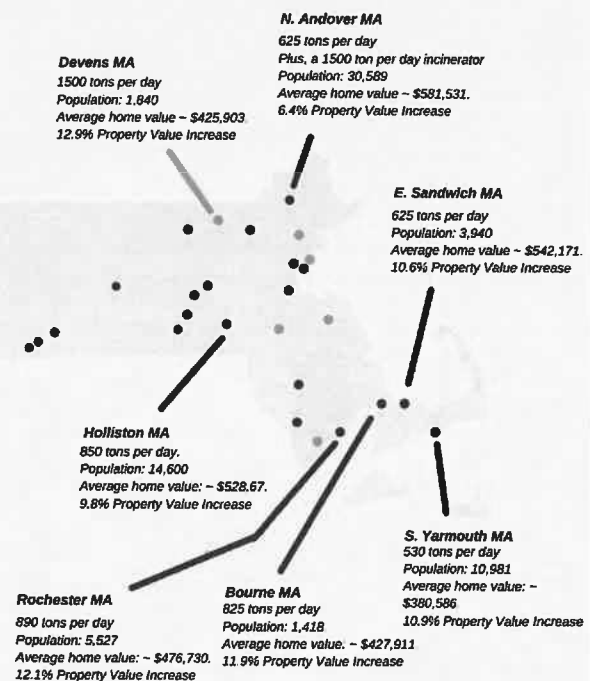 N. Andover MA
625 tons per day
Plus, a 1500 ton per day incinerator
Population: 30,589
Average home value ~ $581,531.
6.4% Property Value Increase
Devens MA
1500 tons per day
Population: 1,840
Average home value ~ $425,903
12.9% Property Value Increase
E. Sandwich MA
625 tons per day
Population: 3,940
Average home value ~ $542,171.
10.6% Property Value Increase
Holliston MA
850 tons per day.
Population: 14,600
Average home value: ~ $528.67.
9.8% Property Value Increase
S. Yarmouth MA
530 tons per day
Population: 10,981
Average home value: ~
$380,586
10.9% Property Value Increase
Bourne MA
825 tons per day
Population: 1,418
Average home value. ~ $427,911
11.9% Property Value Increase
Rochester MA
890 tons per day
Population: 5,527
Average home value: ~ $476,730.
12.1% Property Value Increase